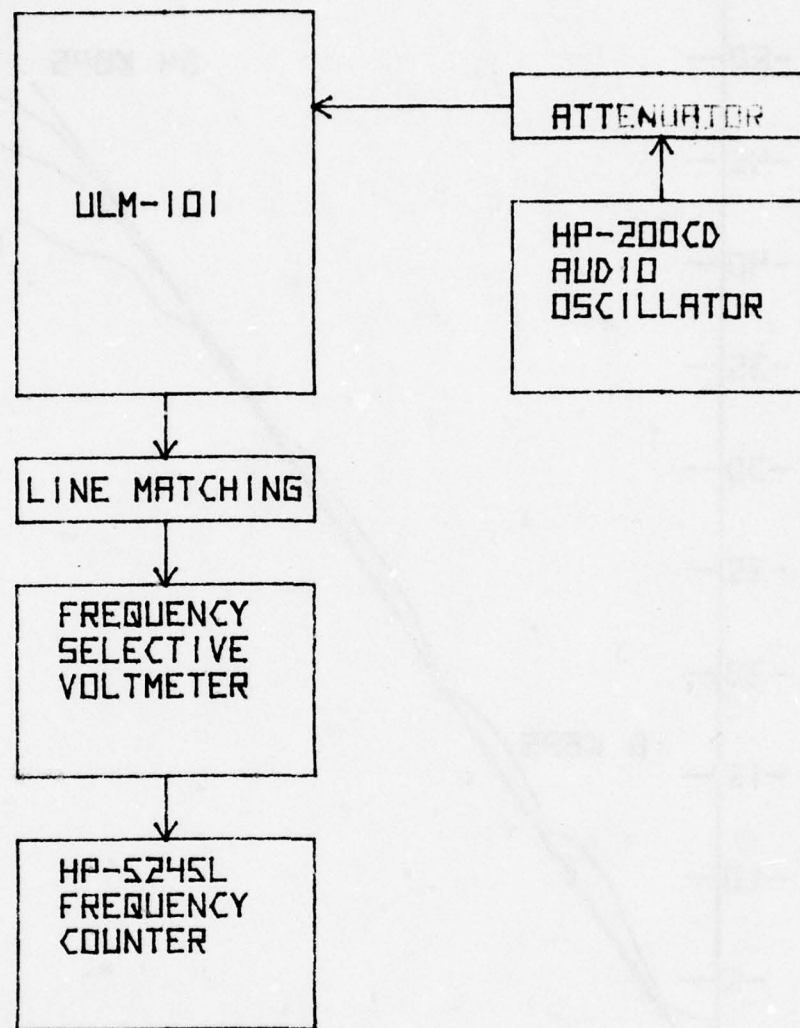 ULM-101
ATTENUATOR
HP-200CD
AUDIO
OSCILLATOR
LINE MATCHING
FREQUENCY
SELECTIVE
VOLTMETER
HP-5245L
FREQUENCY
COUNTER